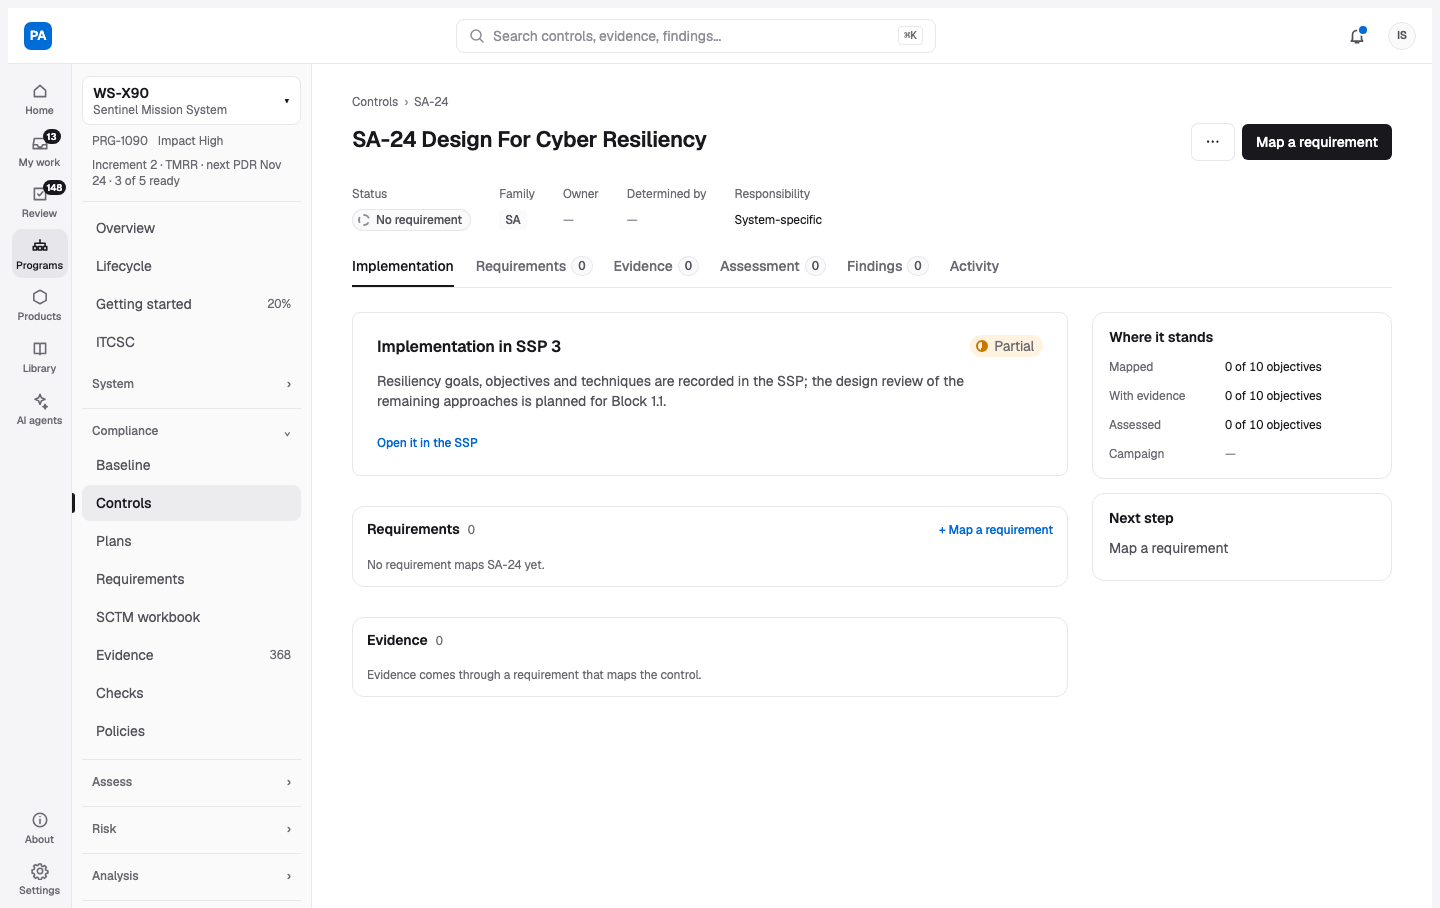 PA
Search controls, evidence, findings...
⌘K
IS
Home
13
My work
148
Review
Programs
Products
Library
AI agents
About
Settings
WS-X90
Sentinel Mission System
PRG-1090 Impact High
Increment 2 · TMRR · next PDR Nov
24 · 3 of 5 ready
Overview
Lifecycle
Getting started 20%
ITCSC
System
Compliance
Baseline
Controls
Plans
Requirements
SCTM workbook
Evidence 368
Checks
Policies
Assess
Risk
Analysis
Controls › SA-24
SA-24 Design For Cyber Resiliency
Map a requirement
Status Family Owner Determined by Responsibility
No requirement SA — — System-specific
Implementation Requirements 0 Evidence 0 Assessment 0 Findings 0 Activity
Implementation in SSP 3 Partial
Resiliency goals, objectives and techniques are recorded in the SSP; the design review of the
remaining approaches is planned for Block 1.1.
Open it in the SSP
Requirements 0 + Map a requirement
No requirement maps SA-24 yet.
Evidence 0
Evidence comes through a requirement that maps the control.
Where it stands
Mapped 0 of 10 objectives
With evidence 0 of 10 objectives
Assessed 0 of 10 objectives
Campaign —
Next step
Map a requirement